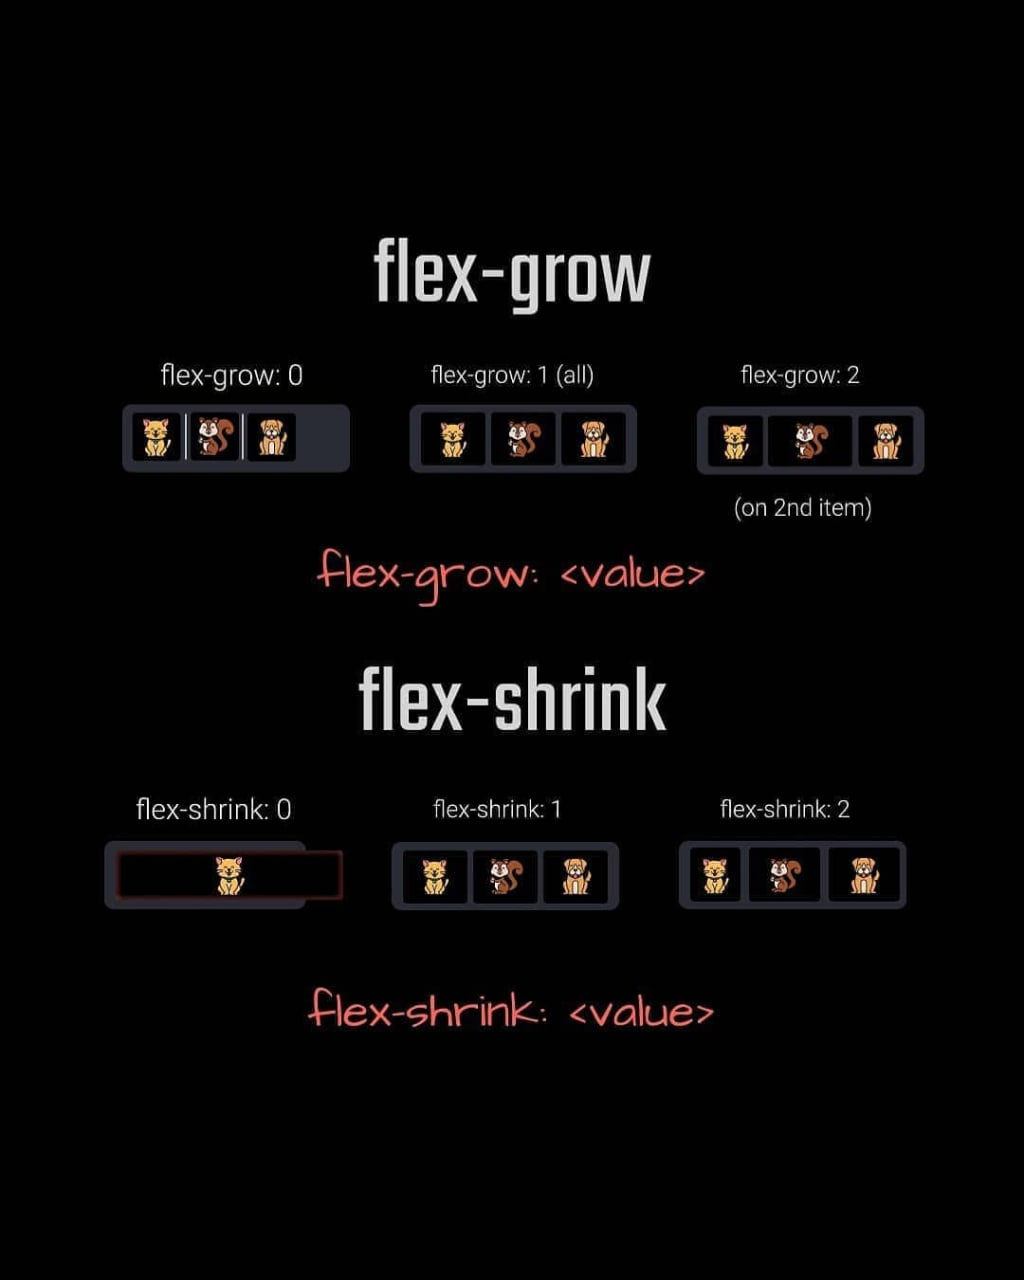 flex-grow
flex-grow: 0
flex-grow: 1 (all)
flex-grow: 2
(on 2nd item)
flex-grow: <value>
flex-shrink
flex-shrink: 0
flex-shrink: 1
flex-shrink: 2
flex-shrink: <value>